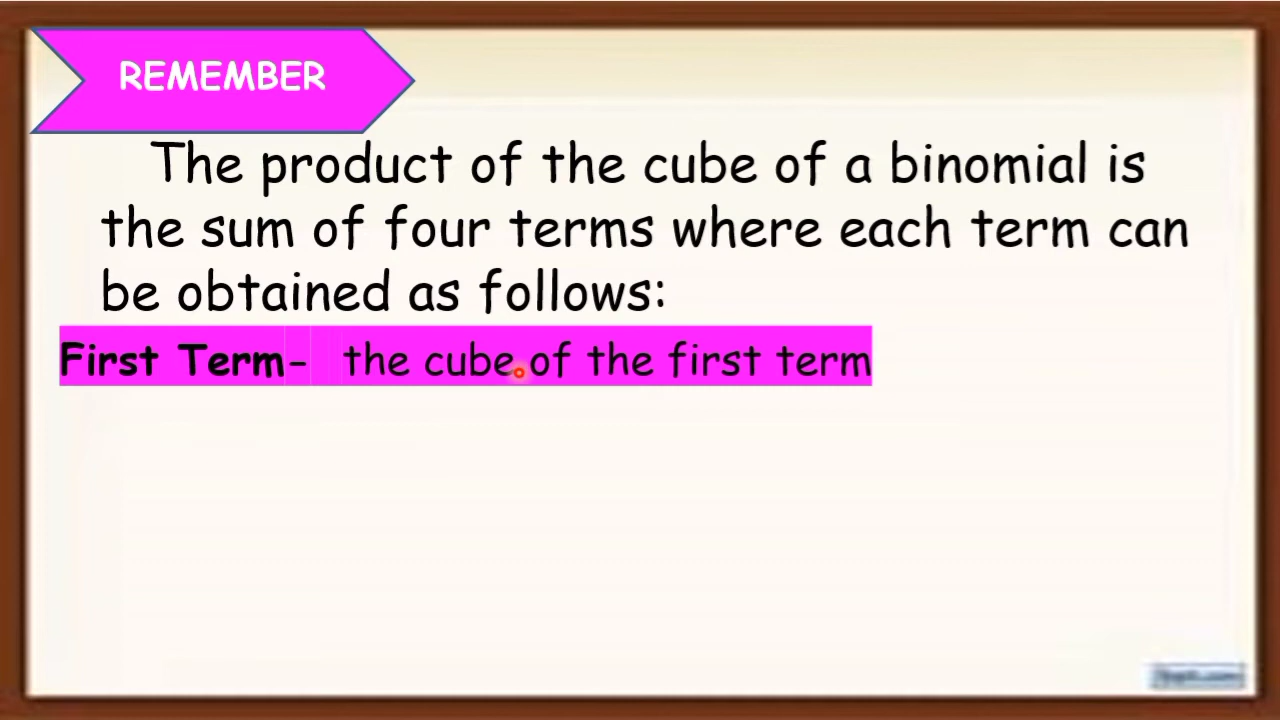 REMEMBER
The product of the cube of a binomial is
the sum of four terms where each term can
be obtained as follows:
First Term- the cube of the first term